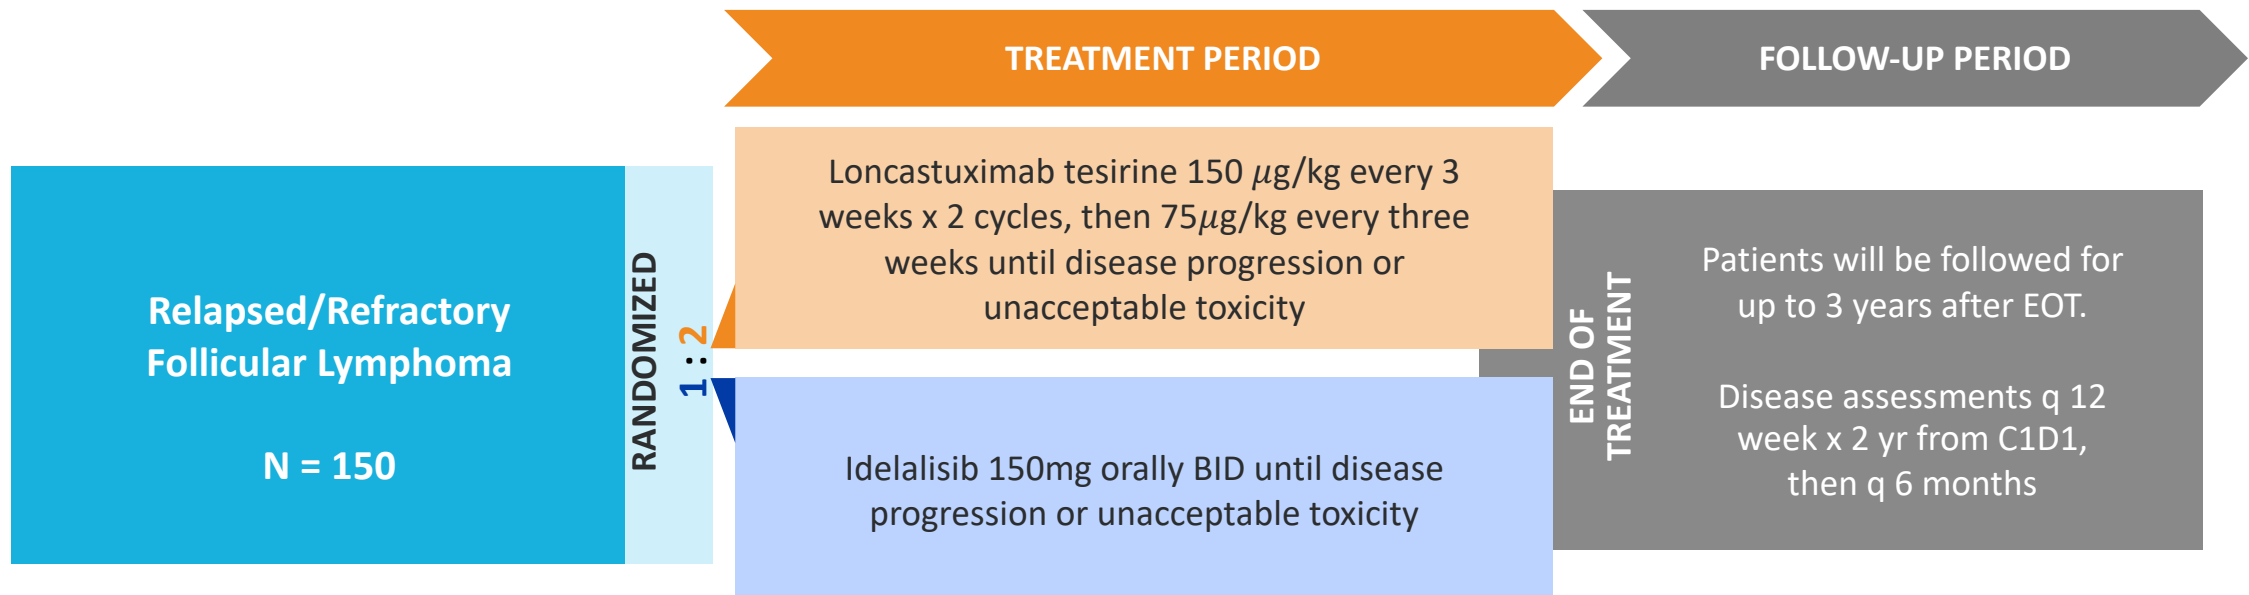 TREATMENT PERIOD
FOLLOW-UP PERIOD
Relapsed/Refractory
Follicular Lymphoma
N = 150
RANDOMIZED
1 : 2
Loncastuximab tesirine 150 𝜇g/kg every 3
weeks x 2 cycles, then 75𝜇g/kg every three
weeks until disease progression or
unacceptable toxicity
Idelalisib 150mg orally BID until disease
progression or unacceptable toxicity
END OF
TREATMENT
Patients will be followed for
up to 3 years after EOT.
Disease assessments q 12
week x 2 yr from C1D1,
then q 6 months